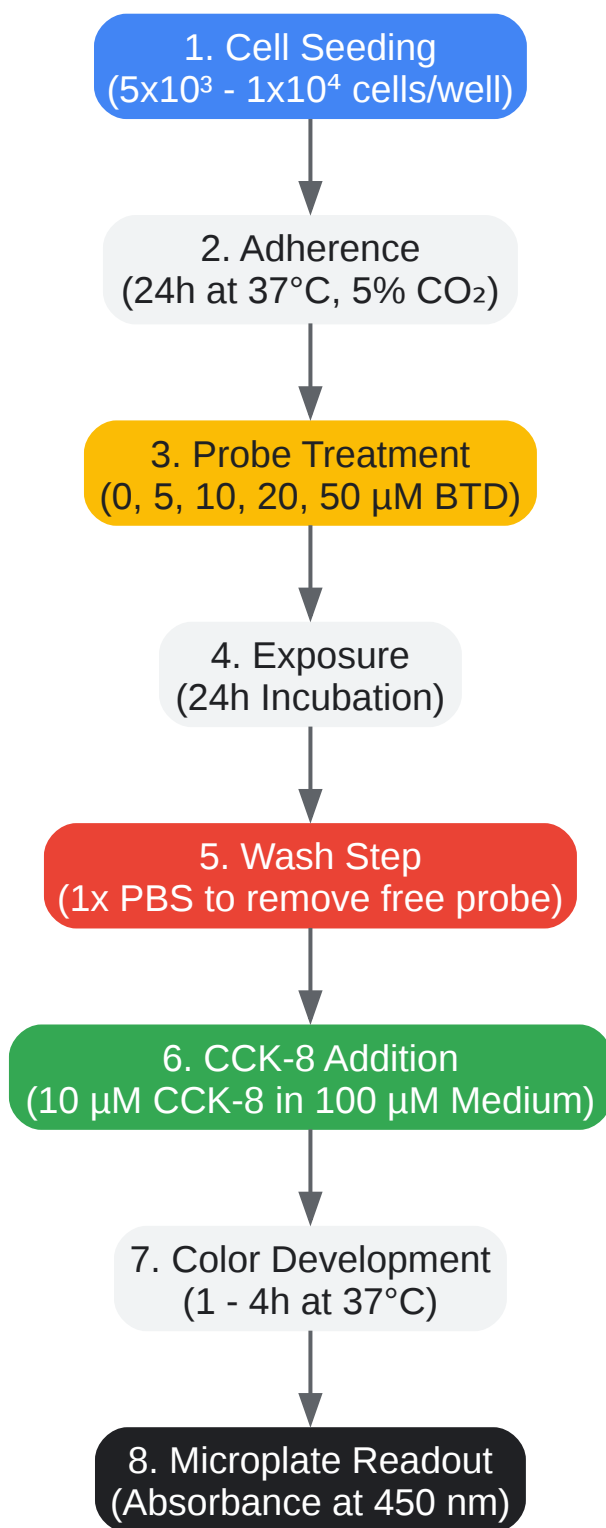 1. Cell Seeding
(5x10³ - 1x10⁴ cells/well)
2. Adherence
(24h at 37°C, 5% CO₂)
3. Probe Treatment
(0, 5, 10, 20, 50 µM BTD)
4. Exposure
(24h Incubation)
5. Wash Step
(1x PBS to remove free probe)
6. CCK-8 Addition
(10 µM CCK-8 in 100 µM Medium)
7. Color Development
(1 - 4h at 37°C)
8. Microplate Readout
(Absorbance at 450 nm)